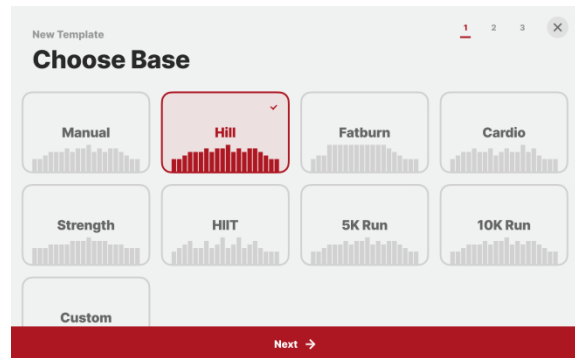 New Template
1 2 3
Choose Base
Manual
Hill
Fatburn
Cardio
Strength
HIIT
5K Run
10K Run
Custom
Next